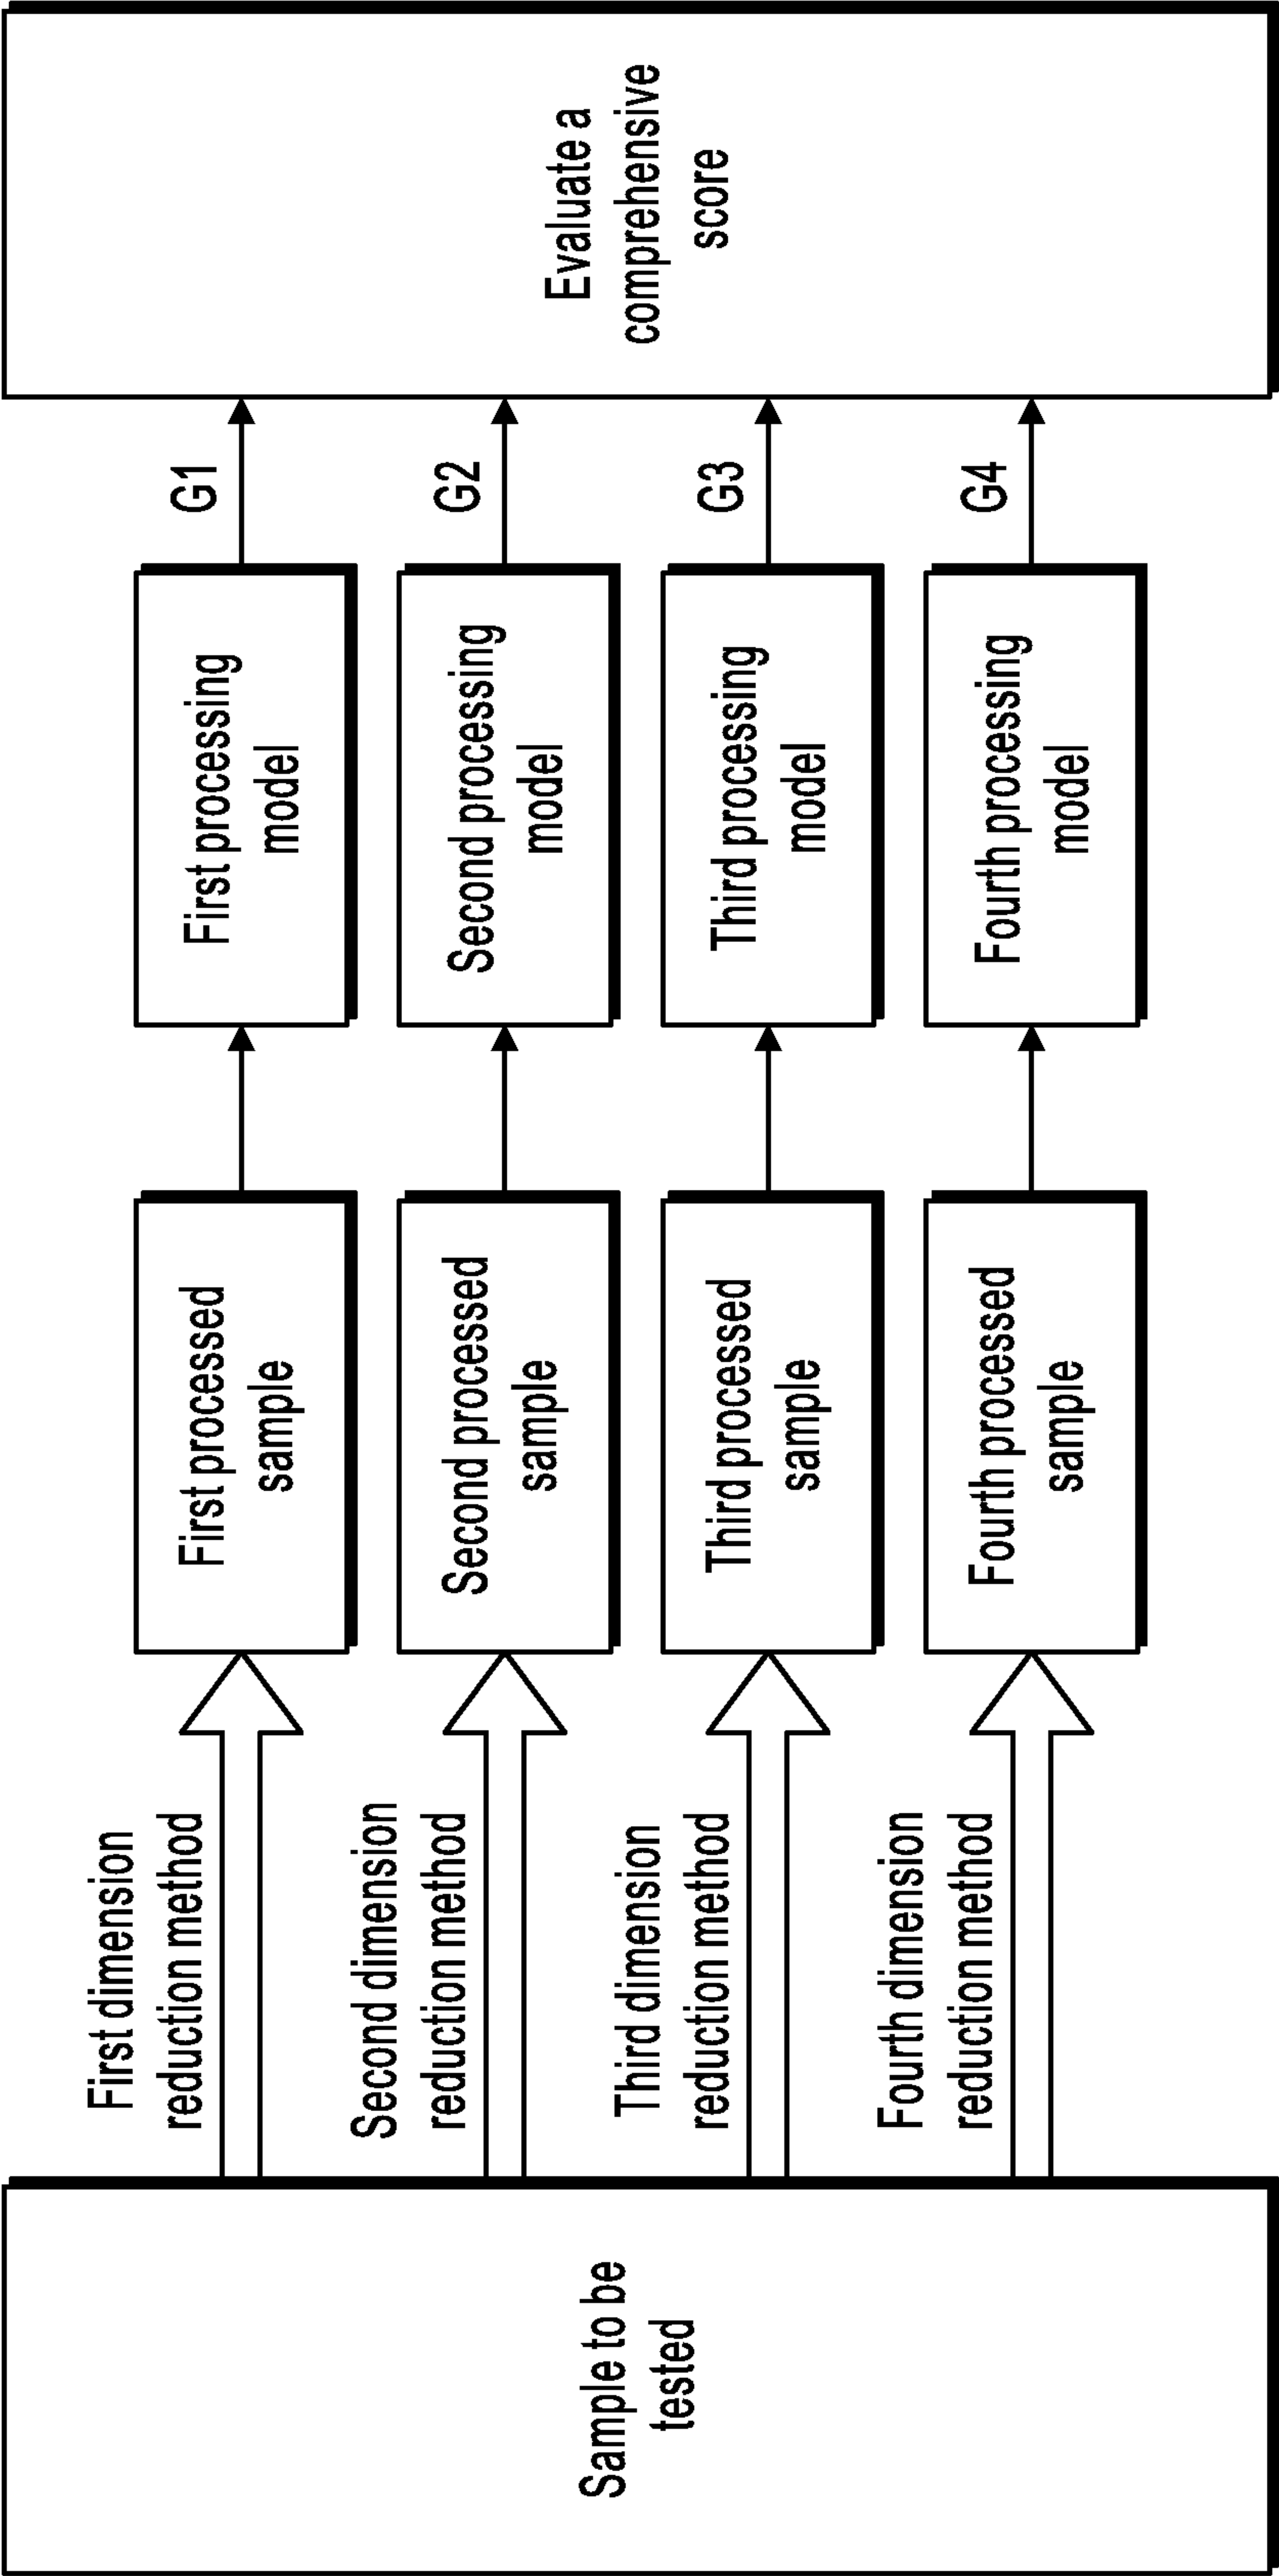 Sample to be
tested
First dimension
reduction method
Second dimension
reduction method
Third dimension
reduction method
Fourth dimension
reduction method
First processed
sample
Second processed
sample
Third processed
sample
Fourth processed
sample
First processing
model
Second processing
model
Third processing
model
Fourth processing
model
G1
G2
G3
G4
Evaluate a
comprehensive
score